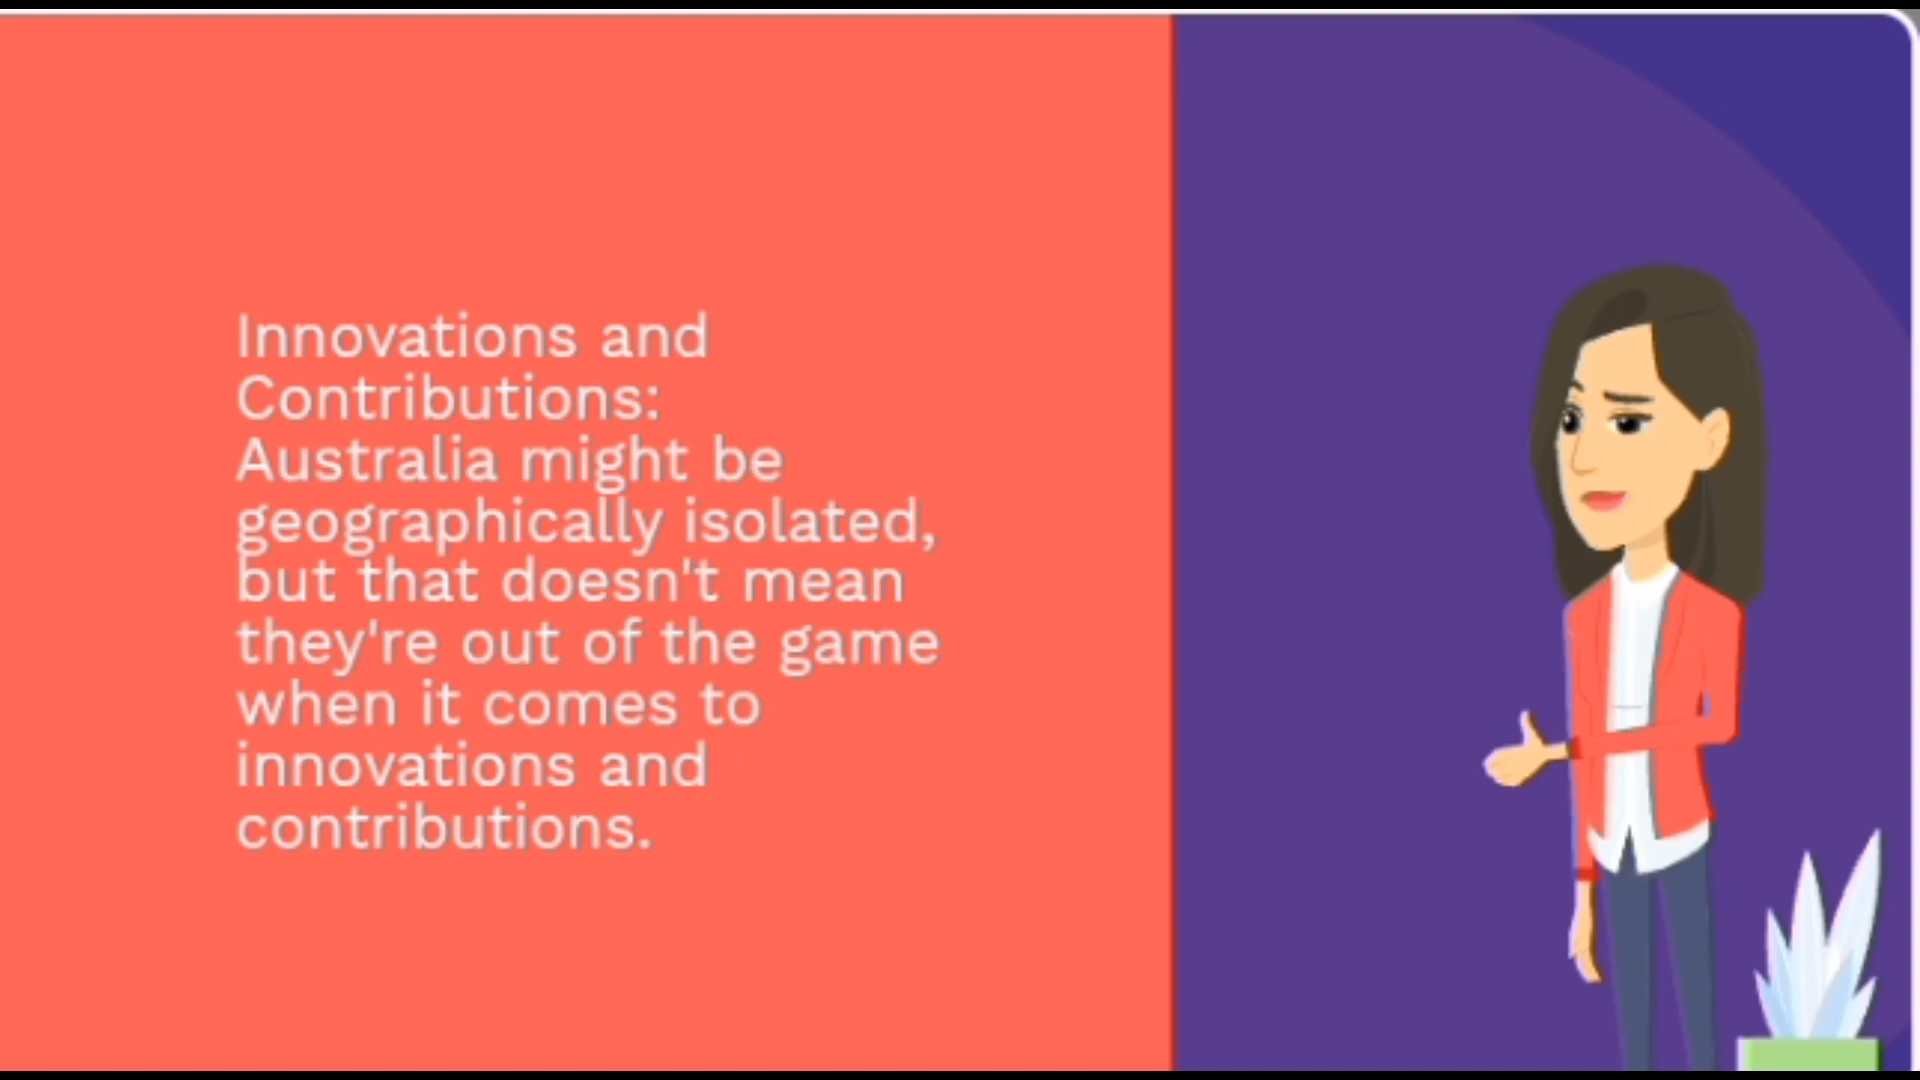 Innovations and
Contributions:
Australia might be
geographically isolated,
but that doesn't mean
they're out of the game
when it comes to
innovations and
contributions.